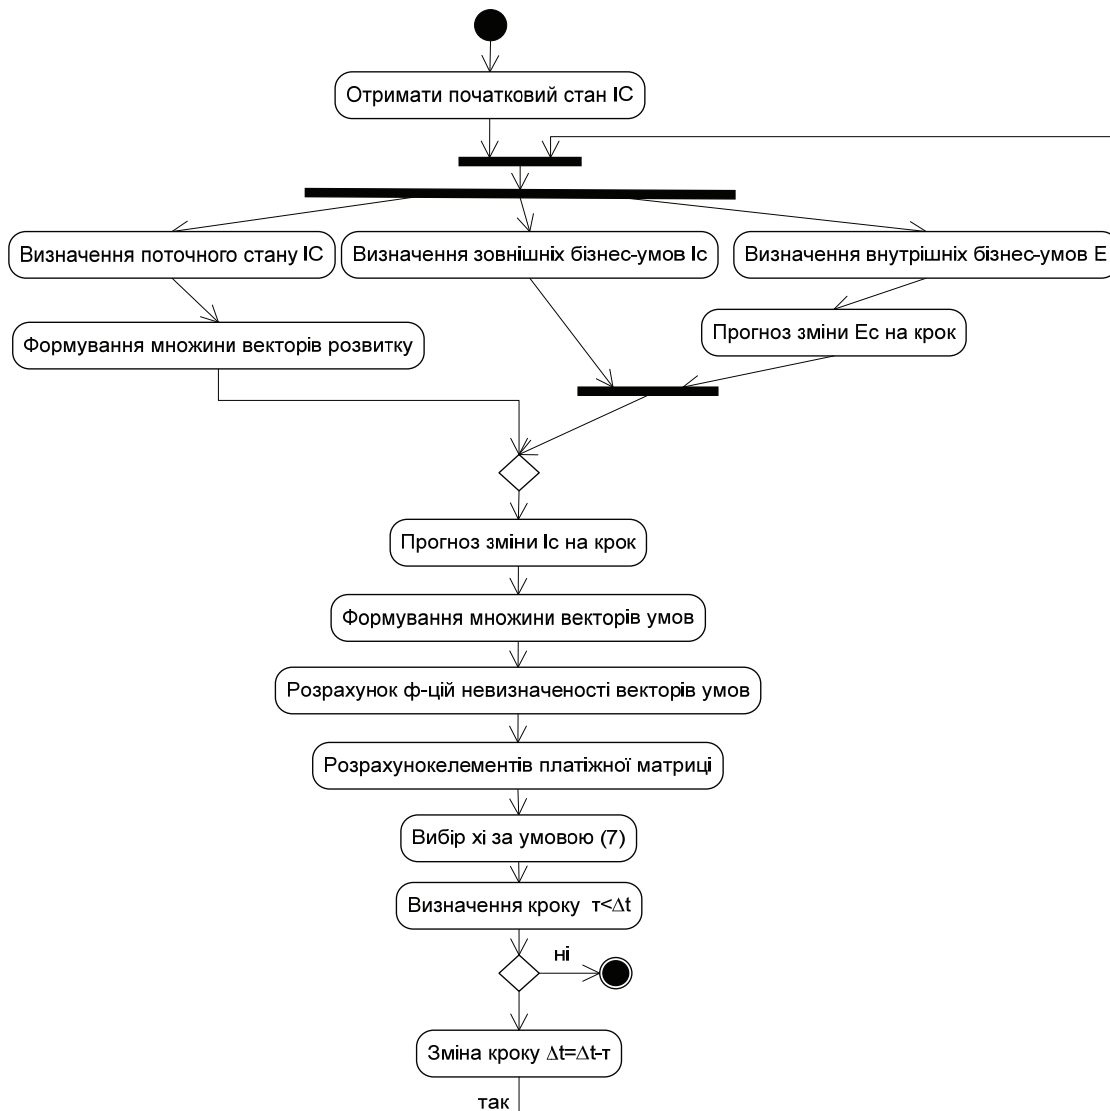 Отримати початковий стан ІС
Визначення поточного стану ІС
Визначення зовнішніх бізнес-умов Іс
Визначення внутрішніх бізнес-умов Е
Формування множини векторів розвитку
Прогноз зміни Ес на крок
Прогноз зміни Іс на крок
Формування множини векторів умов
Розрахунок ф-цій невизначеності векторів умов
Розрахунокелементів платіжної матриці
Вибір хі за умовою (7)
Визначення кроку τ<Δt
ні
Зміна кроку Δt=Δt-τ
так